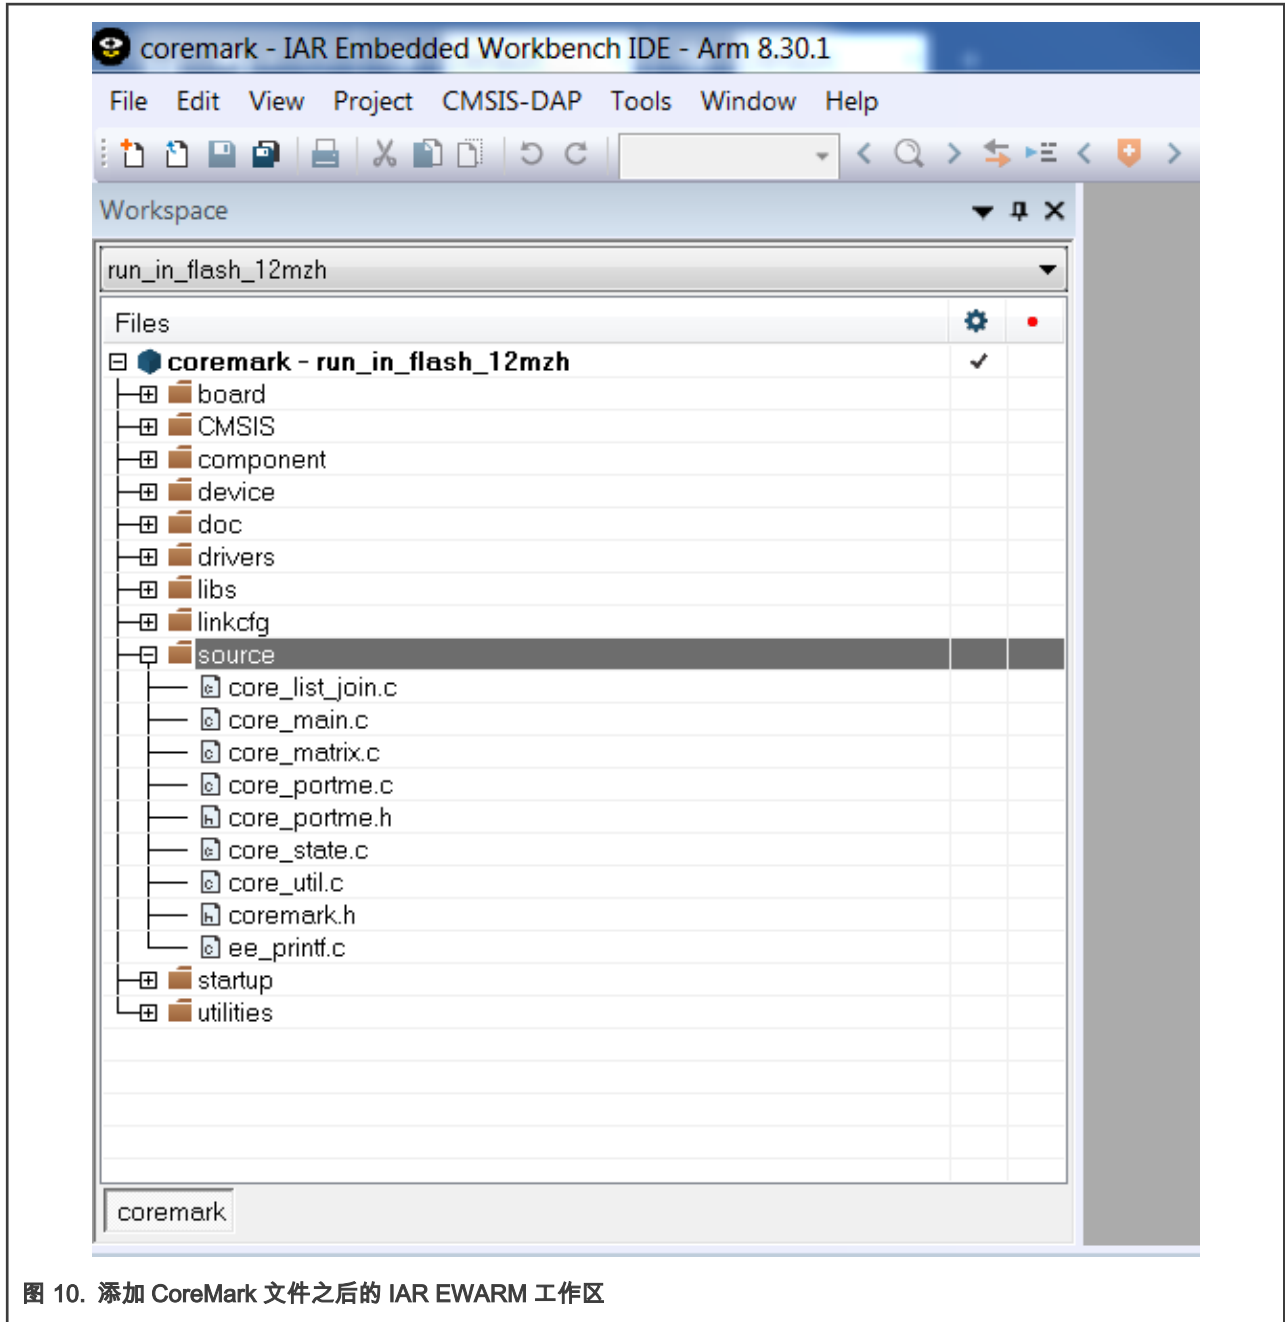 coremark - IAR Embedded Workbench IDE - Arm 8.30.1
File Edit View Project CMSIS-DAP Tools Window Help
Workspace
run_in_flash_12mzh
Files
coremark - run_in_flash_12mzh
board
CMSIS
component
device
doc
drivers
libs
linkcfg
source
core_list_join.c
core_main.c
core_matrix.c
core_portme.c
core_portme.h
core_state.c
core_util.c
coremark.h
ee_printf.c
startup
utilities
coremark
图 10. 添加 CoreMark 文件之后的 IAR EWARM 工作区